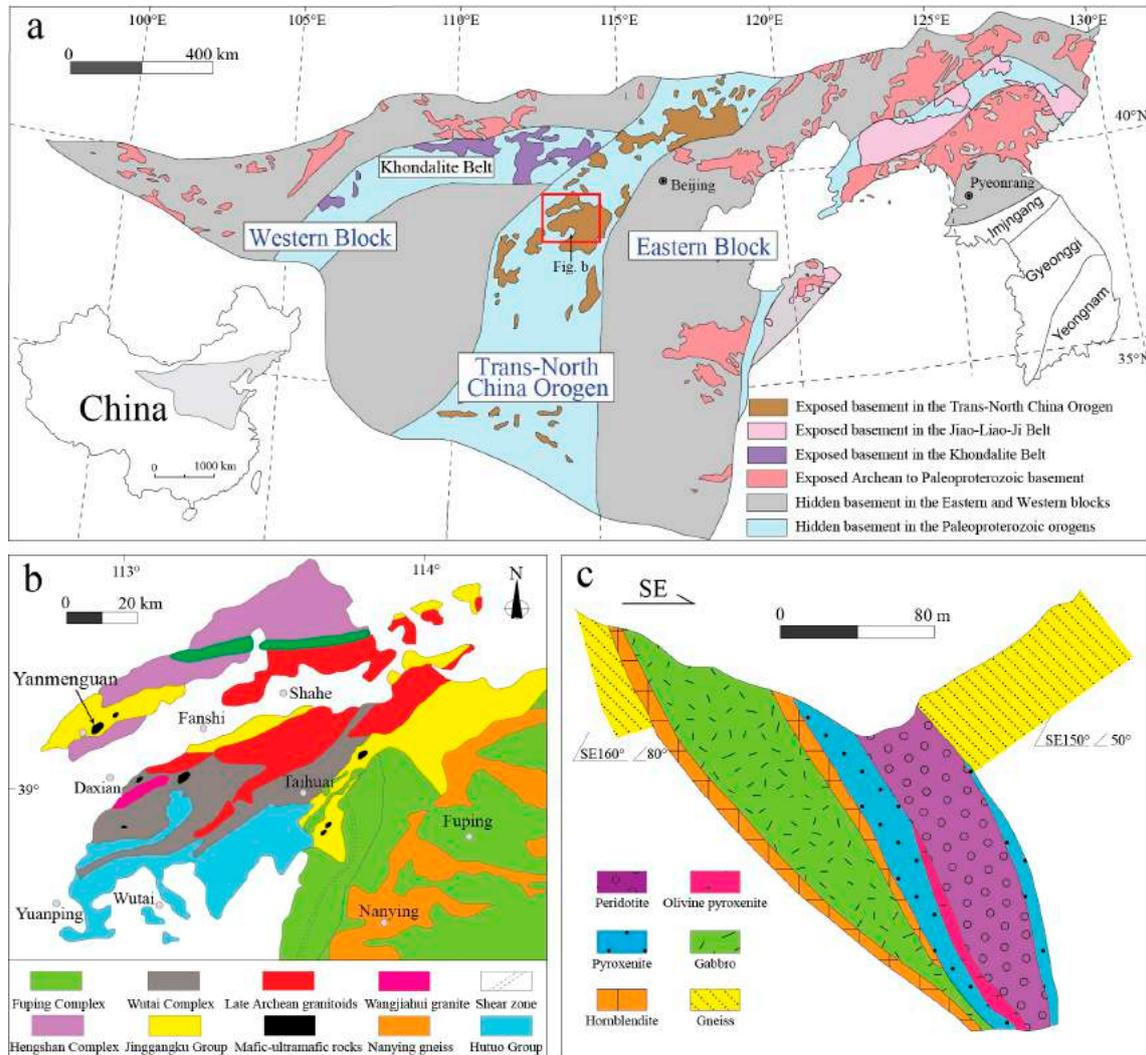 a
100°E
105°E
110°E
115°E
120°E
125°E
130°E
0 400 km
40°N
35°N
Khondalite Belt
Beijing
Pyeonrang
Western Block
Eastern Block
Fig. b
Imjngang
Gyeonggi
Yeongnam
Trans-North
China Orogen
China
0 1000 km
Exposed basement in the Trans-North China Orogen
Exposed basement in the Jiao-Liao-Ji Belt
Exposed basement in the Khondalite Belt
Exposed Archean to Paleoproterozoic basement
Hidden basement in the Eastern and Western blocks
Hidden basement in the Paleoproterozoic orogens
b
113°
114°
N
0 20 km
Yanmenguan
Shahe
Fanshi
39°
Daxian
Taihuai
Fuping
Yuanping
Wutai
Nanying
Fuping Complex
Wutai Complex
Late Archean granitoids
Wangjiahui granite
Shear zone
Hengshan Complex
Jinggangku Group
Mafic-ultramafic rocks
Nanying gneiss
Hutuo Group
c
SE
0 80 m
SE160° 80°
SE150° 50°
Peridotite
Olivine pyroxenite
Pyroxenite
Gabbro
Hornblendite
Gneiss